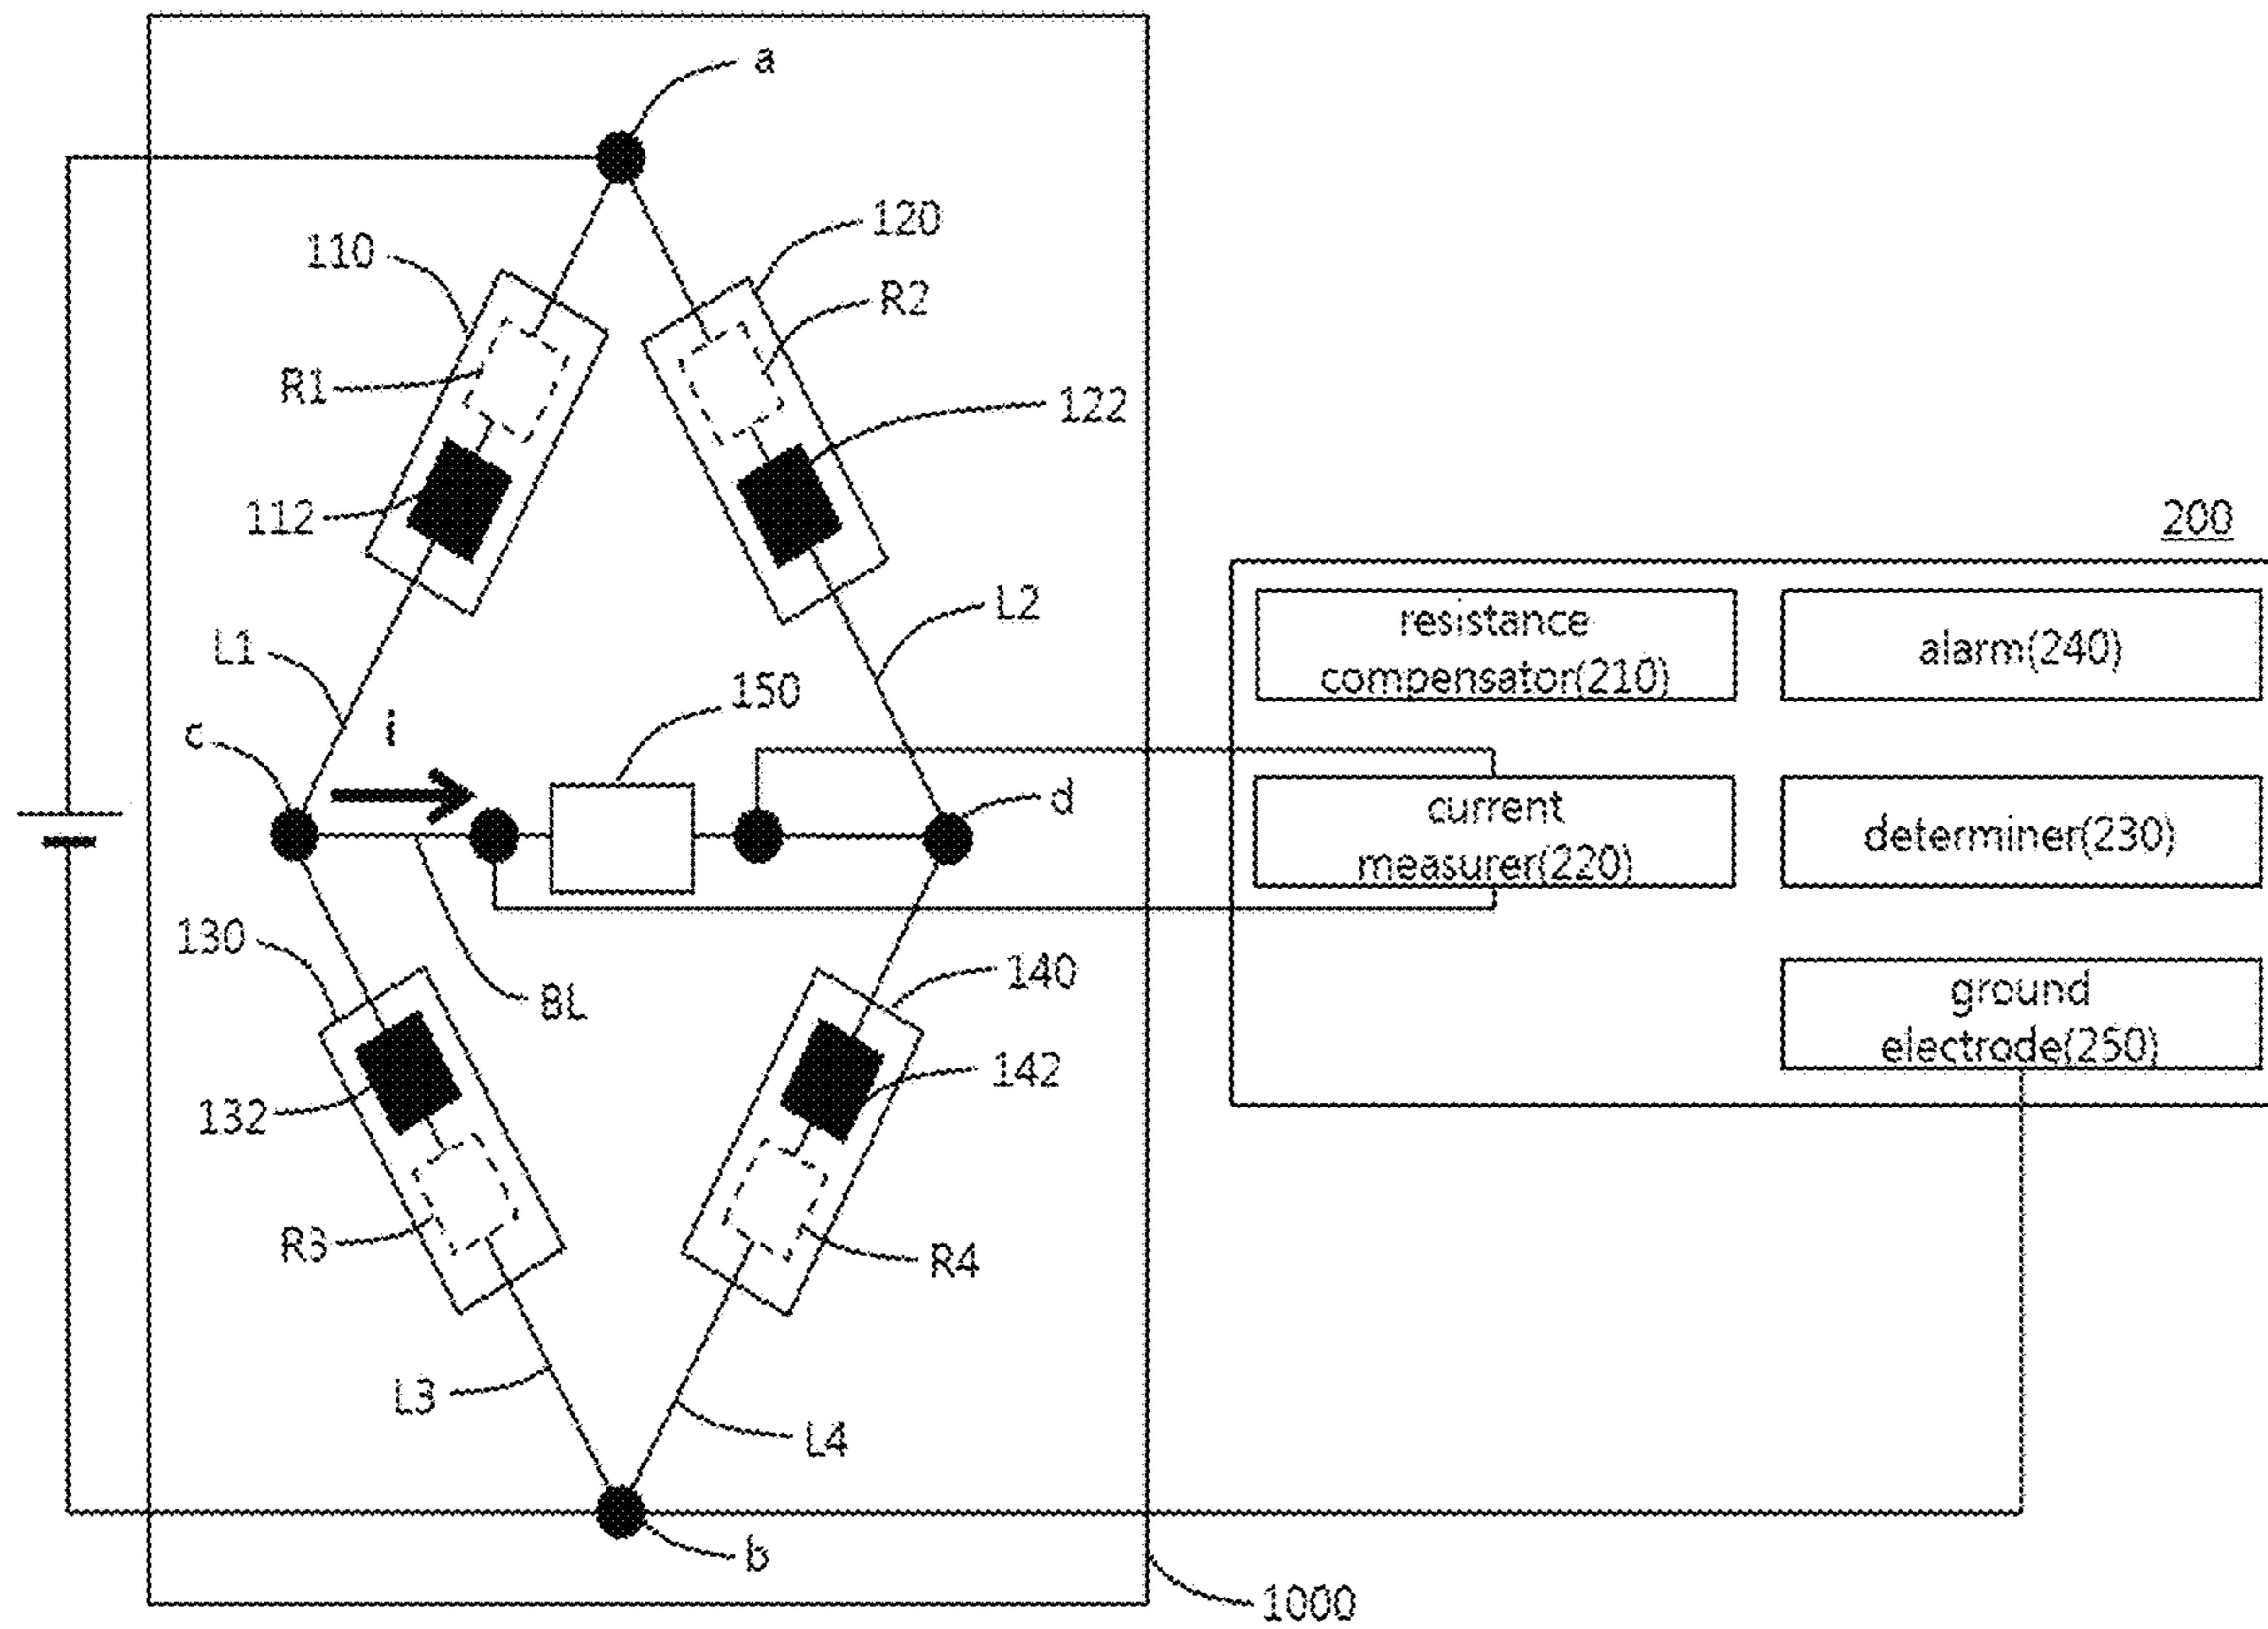 a
120
110
R2
R1
122
112
200
L2
resistance
compensator(210)
alarm(240)
L1
150
c
i
d
current
measurer(220)
determiner(230)
130
140
BL
ground
electrode(250)
142
132
R3
R4
L3
L4
b
1000